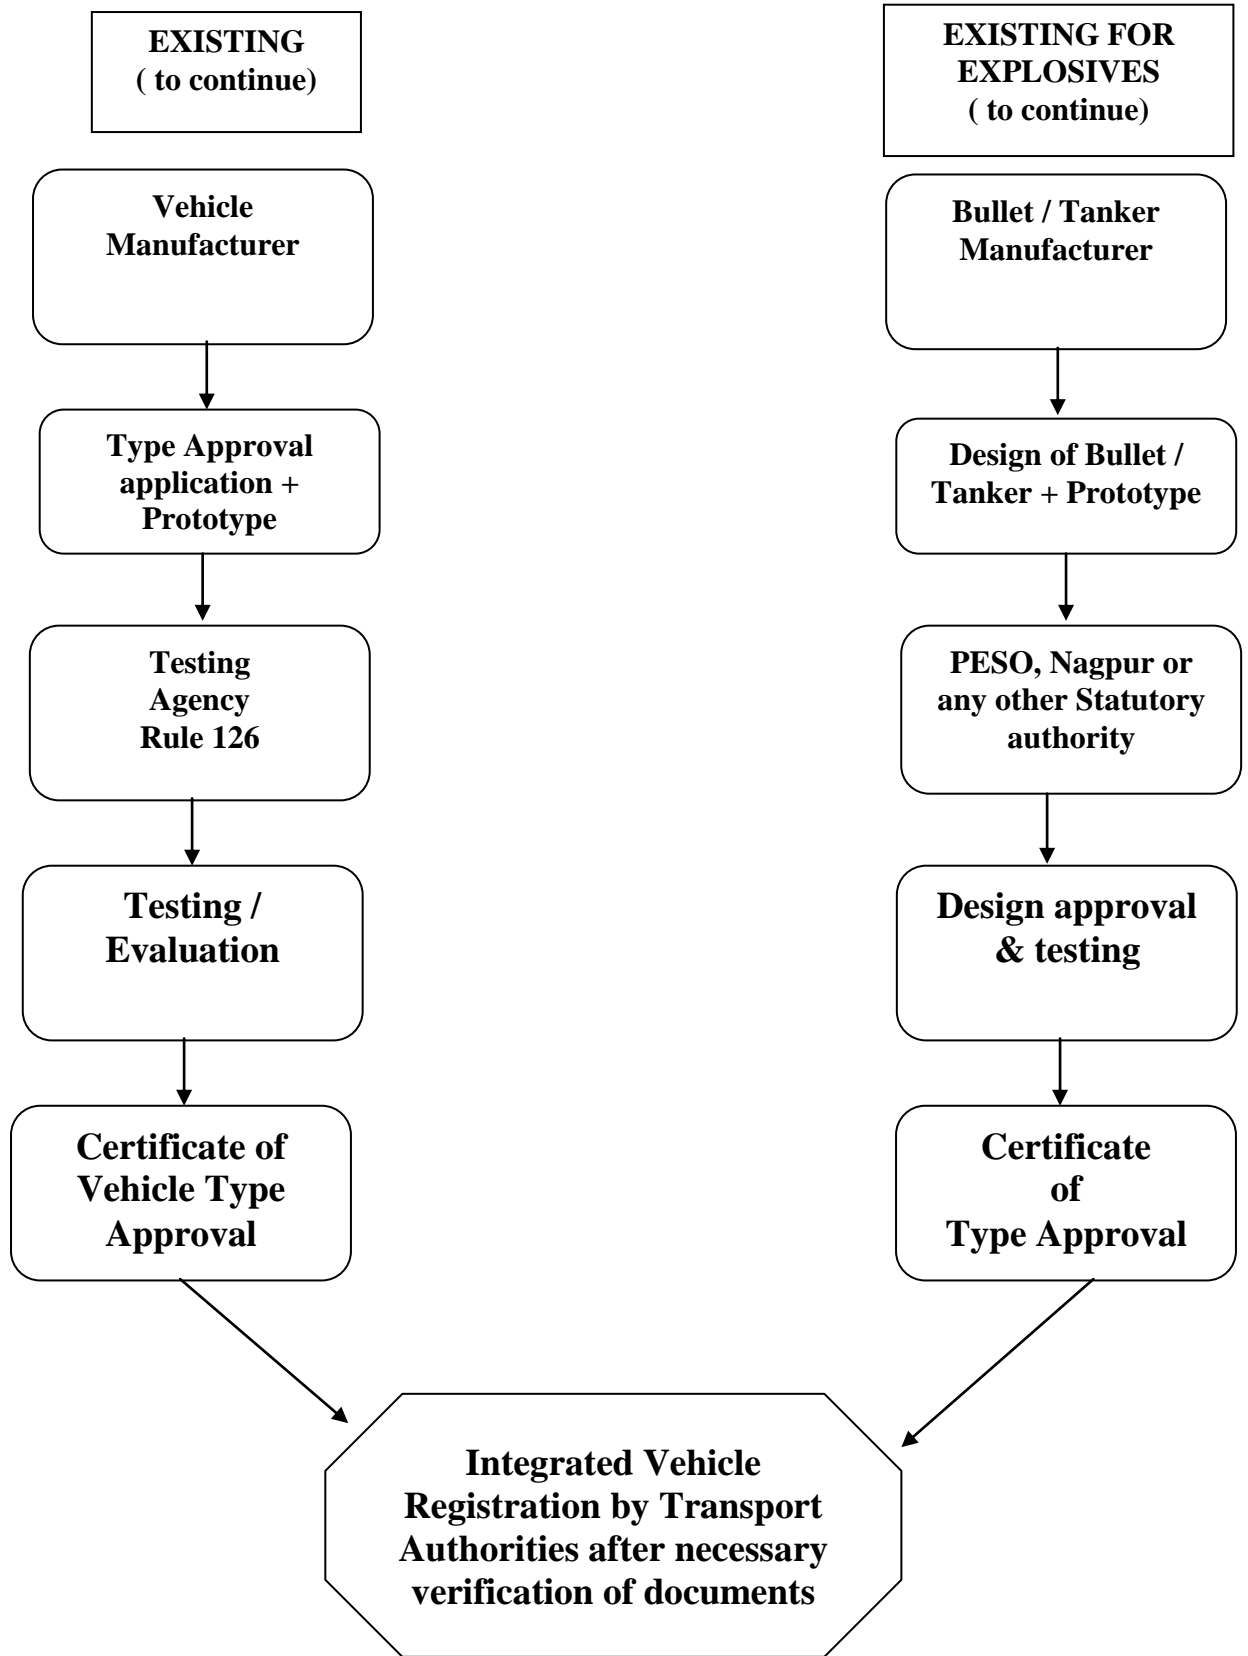 EXISTING
( to continue)
Vehicle
Manufacturer
Type Approval
application +
Prototype
Testing
Agency
Rule 126
Testing /
Evaluation
Certificate of
Vehicle Type
Approval
EXISTING FOR
EXPLOSIVES
( to continue)
Bullet / Tanker
Manufacturer
Design of Bullet /
Tanker + Prototype
PESO, Nagpur or
any other Statutory
authority
Design approval
& testing
Certificate
of
Type Approval
Integrated Vehicle
Registration by Transport
Authorities after necessary
verification of documents